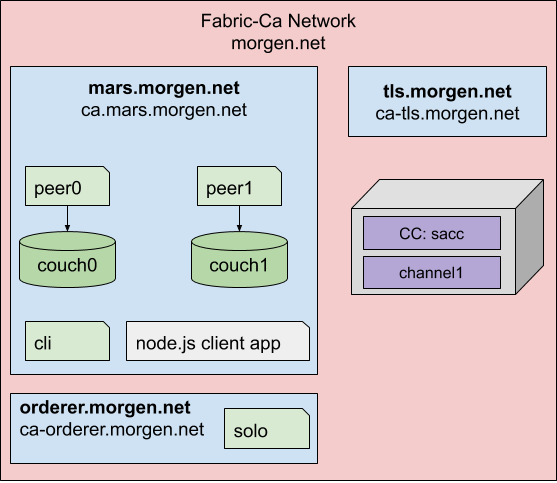 Fabric-Ca Network
morgen.net
mars.morgen.net
ca.mars.morgen.net
tls.morgen.net
ca-tls.morgen.net
peer0
peer1
couch0
couch1
CC: sacc
channel1
cli
node.js client app
orderer.morgen.net
ca-orderer.morgen.net
solo